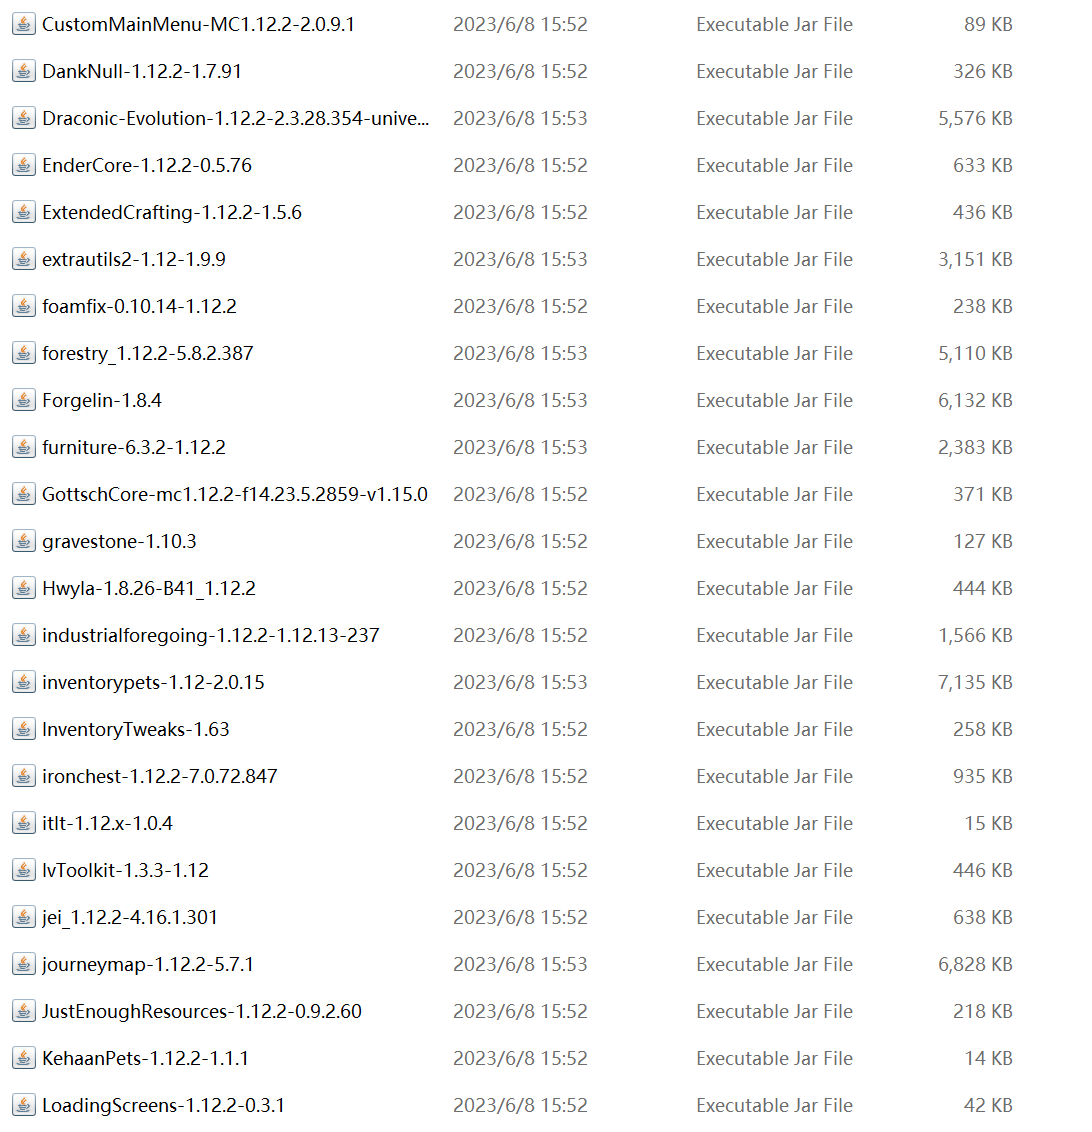 CustomMainMenu-MC1.12.2-2.0.9.1 2023/6/8 15:52 Executable Jar File 89 KB
DankNull-1.12.2-1.7.91 2023/6/8 15:52 Executable Jar File 326 KB
Draconic-Evolution-1.12.2-2.3.28.354-unive... 2023/6/8 15:53 Executable Jar File 5,576 KB
EnderCore-1.12.2-0.5.76 2023/6/8 15:52 Executable Jar File 633 KB
ExtendedCrafting-1.12.2-1.5.6 2023/6/8 15:52 Executable Jar File 436 KB
extrautils2-1.12-1.9.9 2023/6/8 15:53 Executable Jar File 3,151 KB
foamfix-0.10.14-1.12.2 2023/6/8 15:52 Executable Jar File 238 KB
forestry_1.12.2-5.8.2.387 2023/6/8 15:53 Executable Jar File 5,110 KB
Forgelin-1.8.4 2023/6/8 15:53 Executable Jar File 6,132 KB
furniture-6.3.2-1.12.2 2023/6/8 15:53 Executable Jar File 2,383 KB
GottschCore-mc1.12.2-f14.23.5.2859-v1.15.0 2023/6/8 15:52 Executable Jar File 371 KB
gravestone-1.10.3 2023/6/8 15:52 Executable Jar File 127 KB
Hwyla-1.8.26-B41_1.12.2 2023/6/8 15:52 Executable Jar File 444 KB
industrialforegoing-1.12.2-1.12.13-237 2023/6/8 15:52 Executable Jar File 1,566 KB
inventorypets-1.12-2.0.15 2023/6/8 15:53 Executable Jar File 7,135 KB
InventoryTweaks-1.63 2023/6/8 15:52 Executable Jar File 258 KB
ironchest-1.12.2-7.0.72.847 2023/6/8 15:52 Executable Jar File 935 KB
itlt-1.12.x-1.0.4 2023/6/8 15:52 Executable Jar File 15 KB
IvToolkit-1.3.3-1.12 2023/6/8 15:52 Executable Jar File 446 KB
jei_1.12.2-4.16.1.301 2023/6/8 15:52 Executable Jar File 638 KB
journeymap-1.12.2-5.7.1 2023/6/8 15:53 Executable Jar File 6,828 KB
JustEnoughResources-1.12.2-0.9.2.60 2023/6/8 15:52 Executable Jar File 218 KB
KehaanPets-1.12.2-1.1.1 2023/6/8 15:52 Executable Jar File 14 KB
LoadingScreens-1.12.2-0.3.1 2023/6/8 15:52 Executable Jar File 42 KB